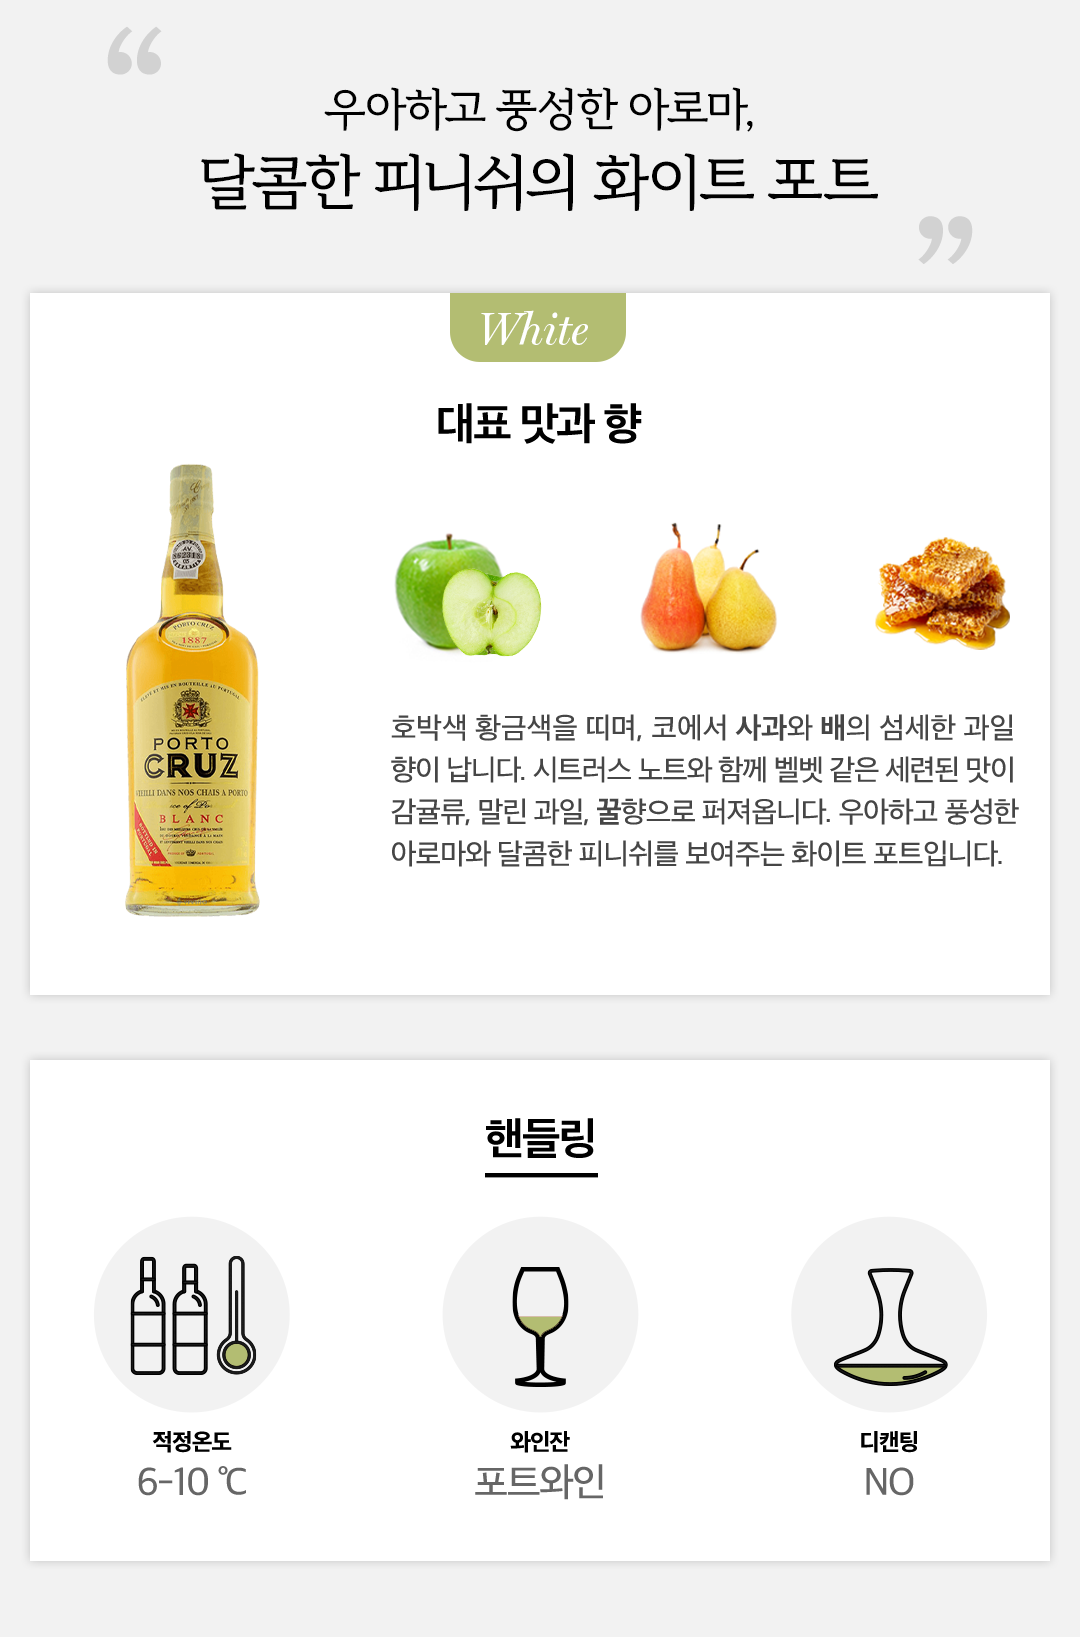 “
우아하고 풍성한 아로마,
달콤한 피니쉬의 화이트 포트
”
White
대표 맛과 향
PORTO CRUZ
1887
PORTO
CRUZ
VIEILLI DANS NOS CHAIS A PORTO
BLANC
호박색 황금색을 띠며, 코에서 사과와 배의 섬세한 과일
향이 납니다. 시트러스 노트와 함께 벨벳 같은 세련된 맛이
감귤류, 말린 과일, 꿀향으로 퍼져옵니다. 우아하고 풍성한
아로마와 달콤한 피니쉬를 보여주는 화이트 포트입니다.
핸들링
적정온도
6-10 ℃
와인잔
포트와인
디캔팅
NO